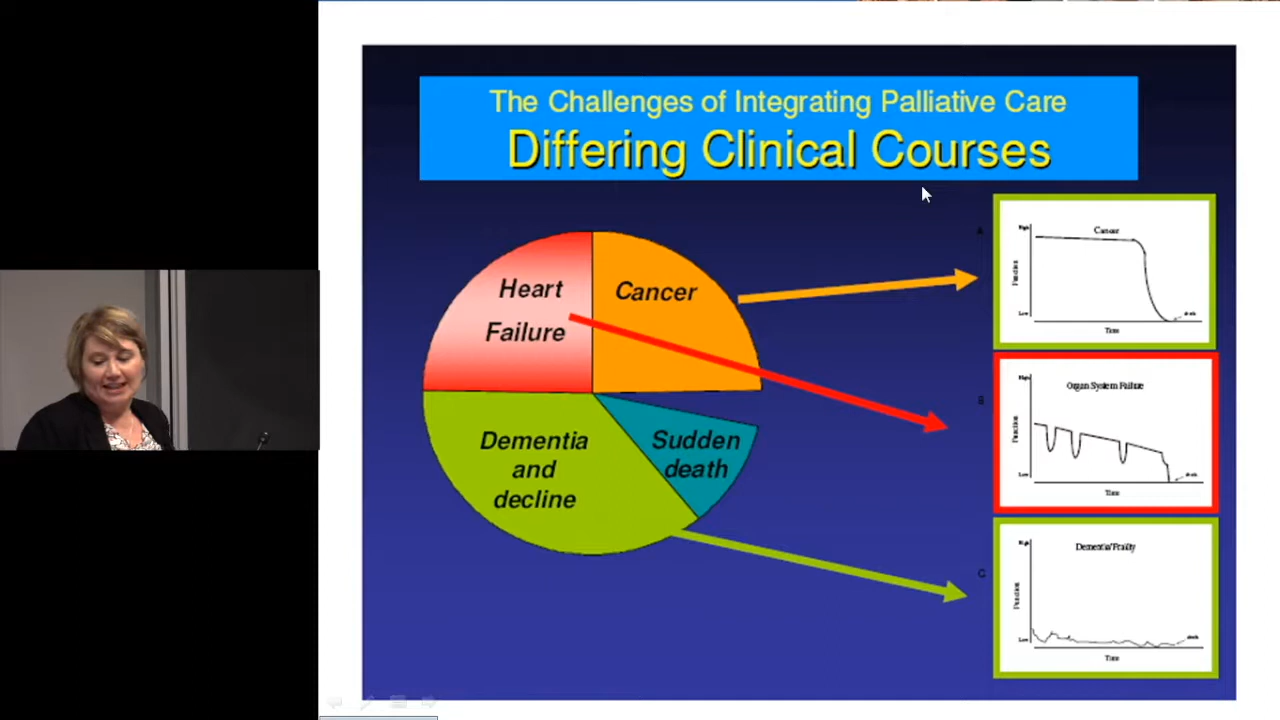 The Challenges of Integrating Palliative Care
Differing Clinical Courses
Heart
Failure
Cancer
Dementia
and
decline
Sudden
death
A
High
Cancer
Function
Low
death
Time
B
High
Organ System Failure
Function
Low
death
Time
C
High
Dementia/Frailty
Function
Low
death
Time